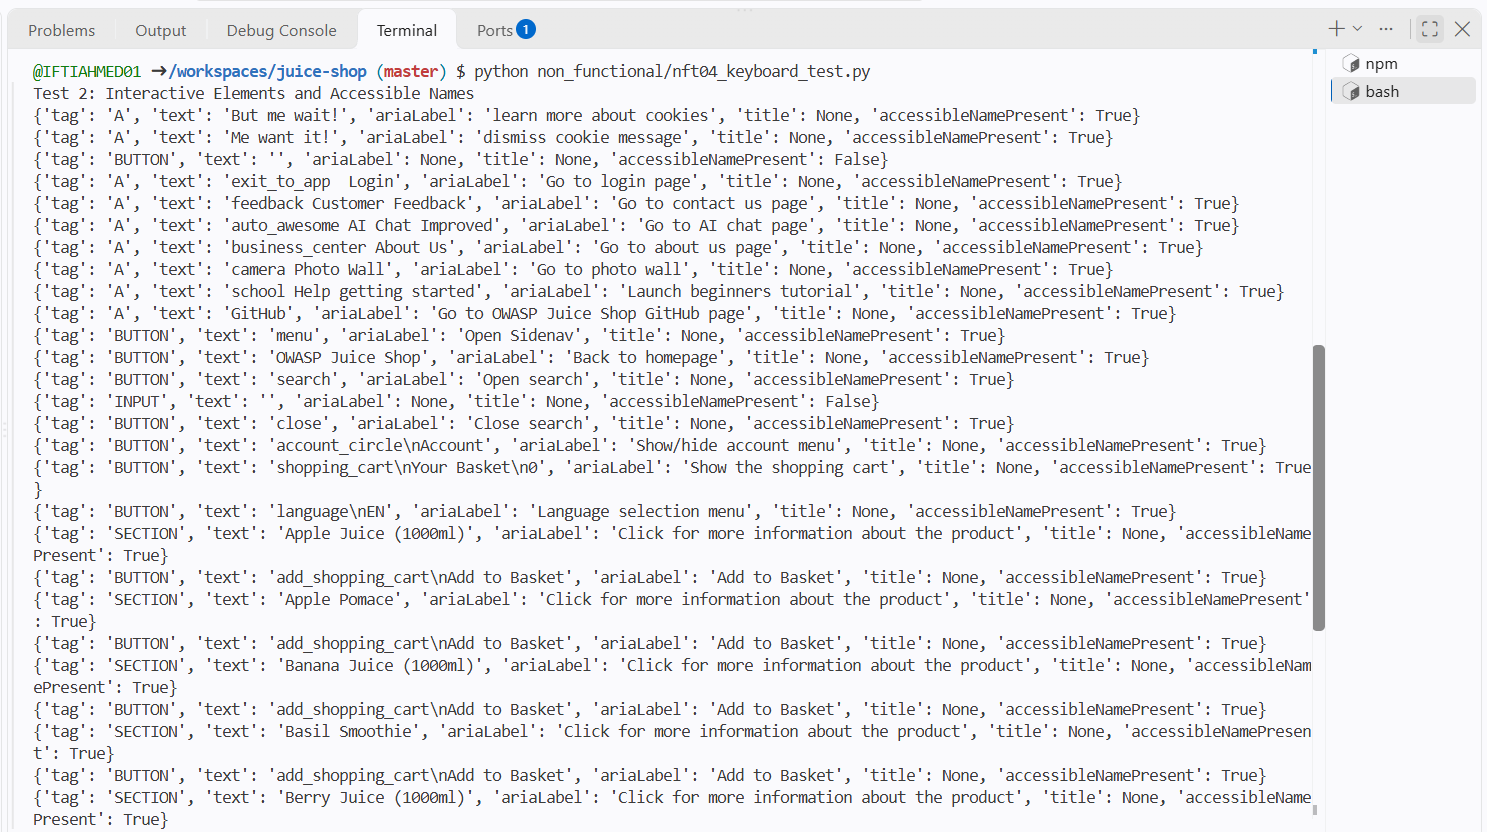 Problems Output Debug Console Terminal Ports 1
npm
bash
@IFTIAHMED01 →/workspaces/juice-shop (master) $ python non_functional/nft04_keyboard_test.py
Test 2: Interactive Elements and Accessible Names
{'tag': 'A', 'text': 'But me wait!', 'ariaLabel': 'learn more about cookies', 'title': None, 'accessibleNamePresent': True}
{'tag': 'A', 'text': 'Me want it!', 'ariaLabel': 'dismiss cookie message', 'title': None, 'accessibleNamePresent': True}
{'tag': 'BUTTON', 'text': '', 'ariaLabel': None, 'title': None, 'accessibleNamePresent': False}
{'tag': 'A', 'text': 'exit_to_app  Login', 'ariaLabel': 'Go to login page', 'title': None, 'accessibleNamePresent': True}
{'tag': 'A', 'text': 'feedback Customer Feedback', 'ariaLabel': 'Go to contact us page', 'title': None, 'accessibleNamePresent': True}
{'tag': 'A', 'text': 'auto_awesome AI Chat Improved', 'ariaLabel': 'Go to AI chat page', 'title': None, 'accessibleNamePresent': True}
{'tag': 'A', 'text': 'business_center About Us', 'ariaLabel': 'Go to about us page', 'title': None, 'accessibleNamePresent': True}
{'tag': 'A', 'text': 'camera Photo Wall', 'ariaLabel': 'Go to photo wall', 'title': None, 'accessibleNamePresent': True}
{'tag': 'A', 'text': 'school Help getting started', 'ariaLabel': 'Launch beginners tutorial', 'title': None, 'accessibleNamePresent': True}
{'tag': 'A', 'text': 'GitHub', 'ariaLabel': 'Go to OWASP Juice Shop GitHub page', 'title': None, 'accessibleNamePresent': True}
{'tag': 'BUTTON', 'text': 'menu', 'ariaLabel': 'Open Sidenav', 'title': None, 'accessibleNamePresent': True}
{'tag': 'BUTTON', 'text': 'OWASP Juice Shop', 'ariaLabel': 'Back to homepage', 'title': None, 'accessibleNamePresent': True}
{'tag': 'BUTTON', 'text': 'search', 'ariaLabel': 'Open search', 'title': None, 'accessibleNamePresent': True}
{'tag': 'INPUT', 'text': '', 'ariaLabel': None, 'title': None, 'accessibleNamePresent': False}
{'tag': 'BUTTON', 'text': 'close', 'ariaLabel': 'Close search', 'title': None, 'accessibleNamePresent': True}
{'tag': 'BUTTON', 'text': 'account_circle\nAccount', 'ariaLabel': 'Show/hide account menu', 'title': None, 'accessibleNamePresent': True}
{'tag': 'BUTTON', 'text': 'shopping_cart\nYour Basket\n0', 'ariaLabel': 'Show the shopping cart', 'title': None, 'accessibleNamePresent': True
}
{'tag': 'BUTTON', 'text': 'language\nEN', 'ariaLabel': 'Language selection menu', 'title': None, 'accessibleNamePresent': True}
{'tag': 'SECTION', 'text': 'Apple Juice (1000ml)', 'ariaLabel': 'Click for more information about the product', 'title': None, 'accessibleName
Present': True}
{'tag': 'BUTTON', 'text': 'add_shopping_cart\nAdd to Basket', 'ariaLabel': 'Add to Basket', 'title': None, 'accessibleNamePresent': True}
{'tag': 'SECTION', 'text': 'Apple Pomace', 'ariaLabel': 'Click for more information about the product', 'title': None, 'accessibleNamePresent'
: True}
{'tag': 'BUTTON', 'text': 'add_shopping_cart\nAdd to Basket', 'ariaLabel': 'Add to Basket', 'title': None, 'accessibleNamePresent': True}
{'tag': 'SECTION', 'text': 'Banana Juice (1000ml)', 'ariaLabel': 'Click for more information about the product', 'title': None, 'accessibleNam
ePresent': True}
{'tag': 'BUTTON', 'text': 'add_shopping_cart\nAdd to Basket', 'ariaLabel': 'Add to Basket', 'title': None, 'accessibleNamePresent': True}
{'tag': 'SECTION', 'text': 'Basil Smoothie', 'ariaLabel': 'Click for more information about the product', 'title': None, 'accessibleNamePresen
t': True}
{'tag': 'BUTTON', 'text': 'add_shopping_cart\nAdd to Basket', 'ariaLabel': 'Add to Basket', 'title': None, 'accessibleNamePresent': True}
{'tag': 'SECTION', 'text': 'Berry Juice (1000ml)', 'ariaLabel': 'Click for more information about the product', 'title': None, 'accessibleName
Present': True}